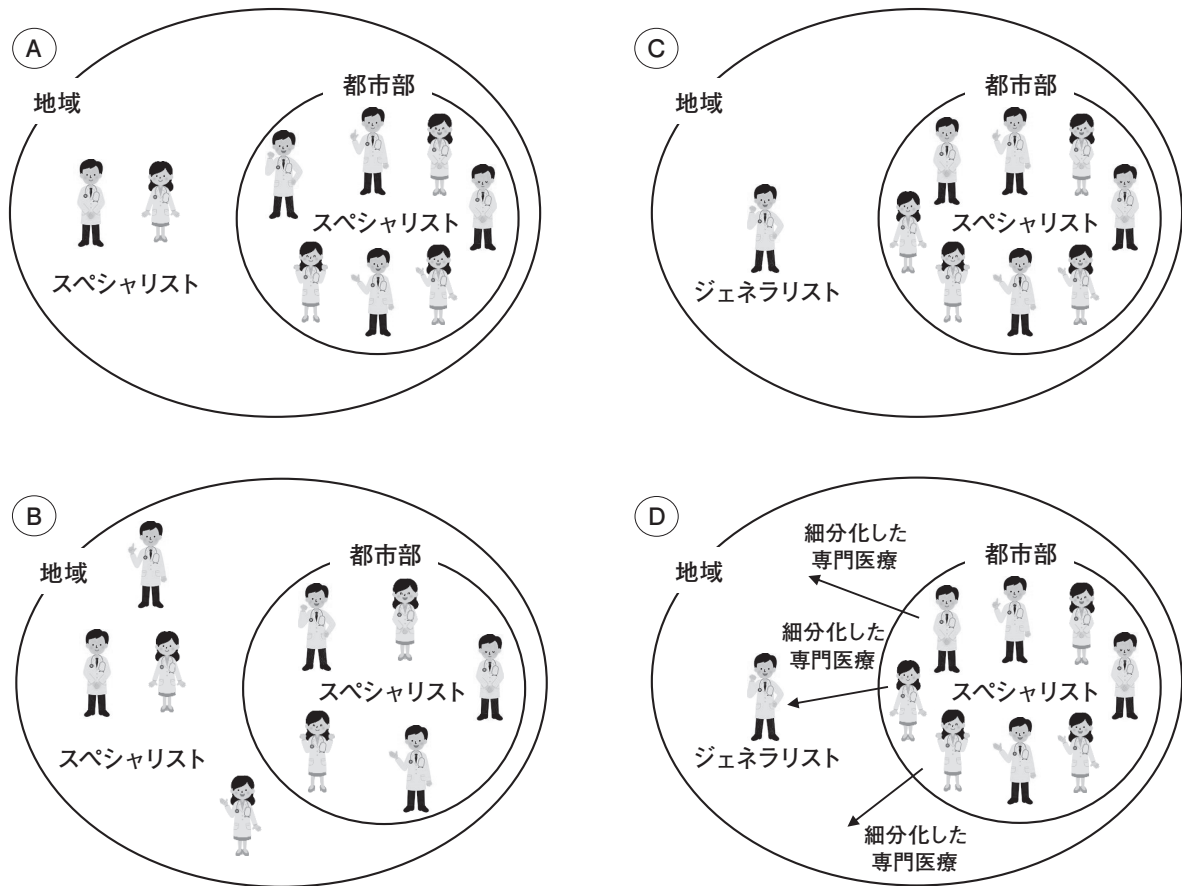 A
地域
都市部
スペシャリスト
スペシャリスト
B
地域
都市部
スペシャリスト
スペシャリスト
C
地域
都市部
スペシャリスト
ジェネラリスト
D
地域
細分化した
専門医療
都市部
細分化した
専門医療
スペシャリスト
ジェネラリスト
細分化した
専門医療